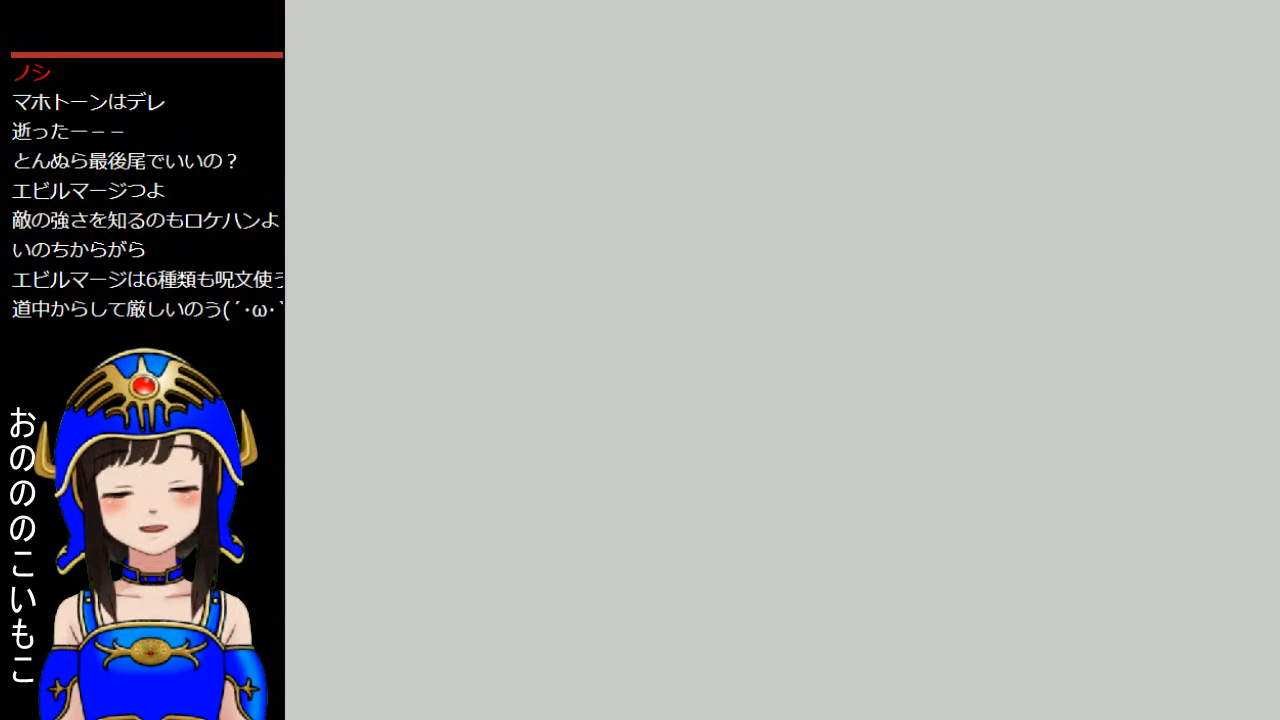 ノシ
マホトーンはデレ
逝ったー－－
とんぬら最後尾でいいの？
エビルマージつよ
敵の強さを知るのもロケハンよ
いのちからがら
エビルマージは6種類も呪文使う
道中からして厳しいのう(´･ω･`
おののこいもこ